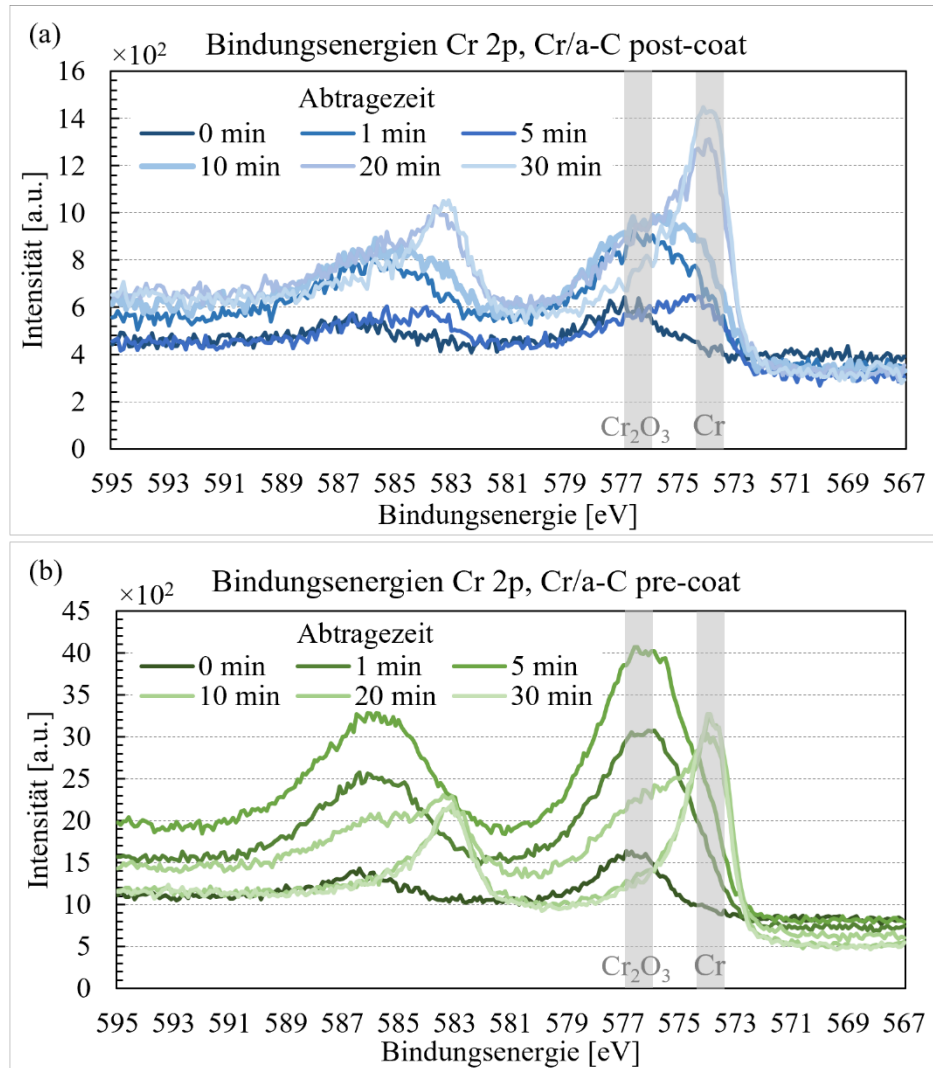 (a)
Bindungsenergien Cr 2p, Cr/a-C post-coat
×10²
Abtragezeit
0 min 1 min 5 min
10 min 20 min 30 min
16
14
12
10
8
6
4
2
0
Intensität [a.u.]
Cr₂O₃ Cr
595 593 591 589 587 585 583 581 579 577 575 573 571 569 567
Bindungsenergie [eV]
(b)
Bindungsenergien Cr 2p, Cr/a-C pre-coat
×10²
Abtragezeit
0 min 1 min 5 min
10 min 20 min 30 min
45
40
30
20
25
15
10
5
0
Intensität [a.u.]
Cr₂O₃ Cr
595 593 591 589 587 585 583 581 579 577 575 573 571 569 567
Bindungsenergie [eV]